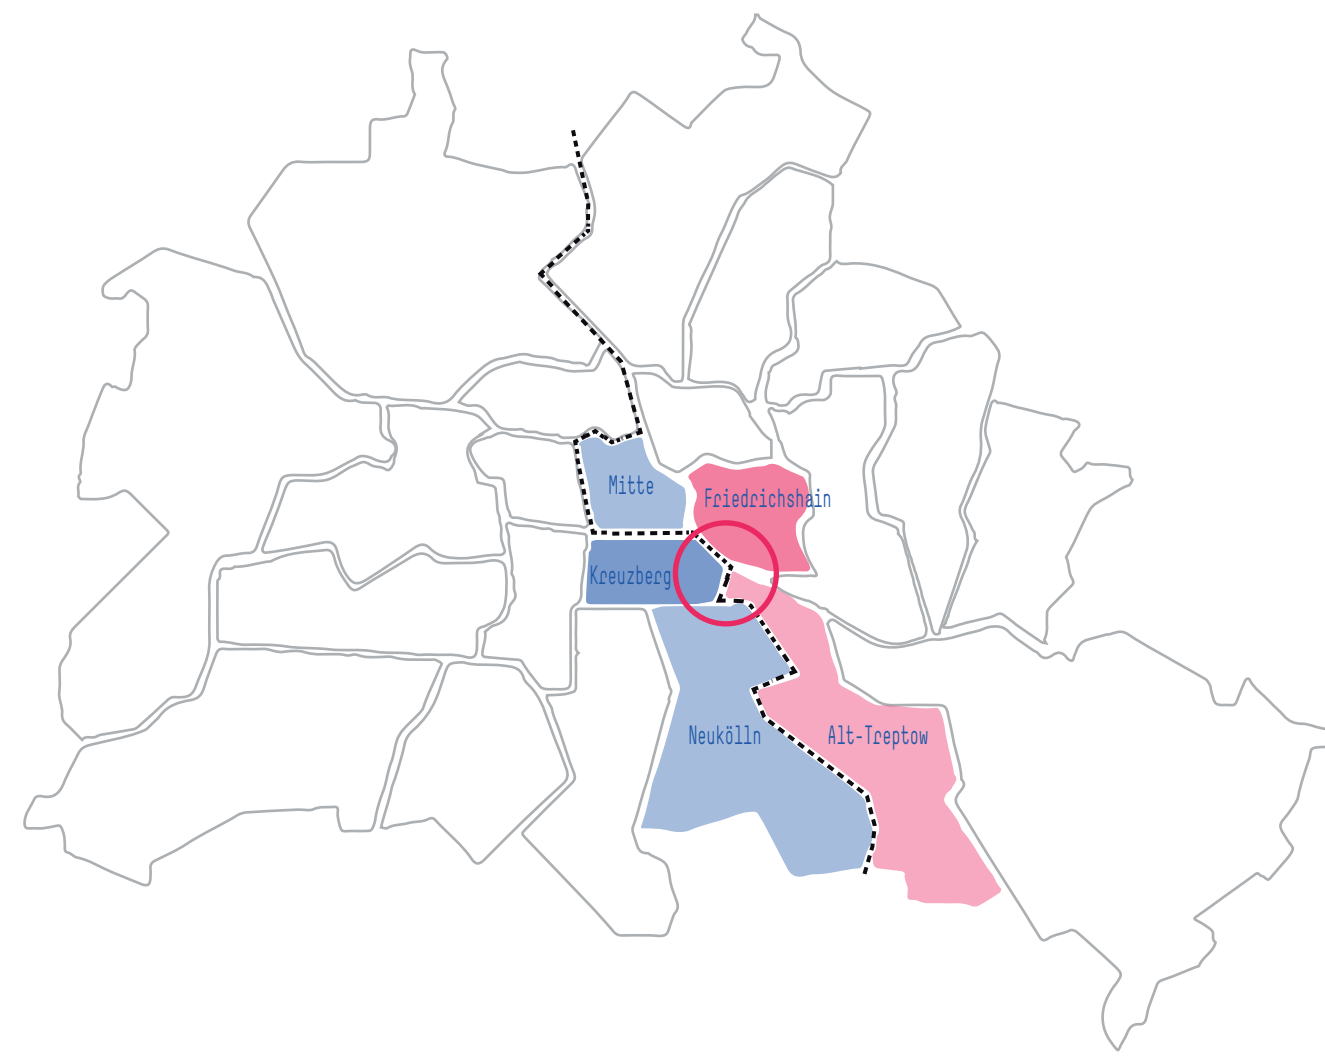 Mitte
Friedrichshain
Kreuzberg
Neukölln
Alt-Treptow